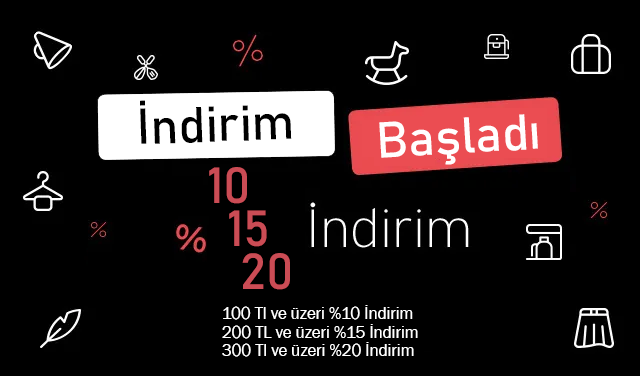 %
İndirim
Başladı
10
% 15 İndirim
20
%
%
100 Tl ve üzeri %10 İndirim
200 TL ve üzeri %15 İndirim
300 Tl ve üzeri %20 İndirim